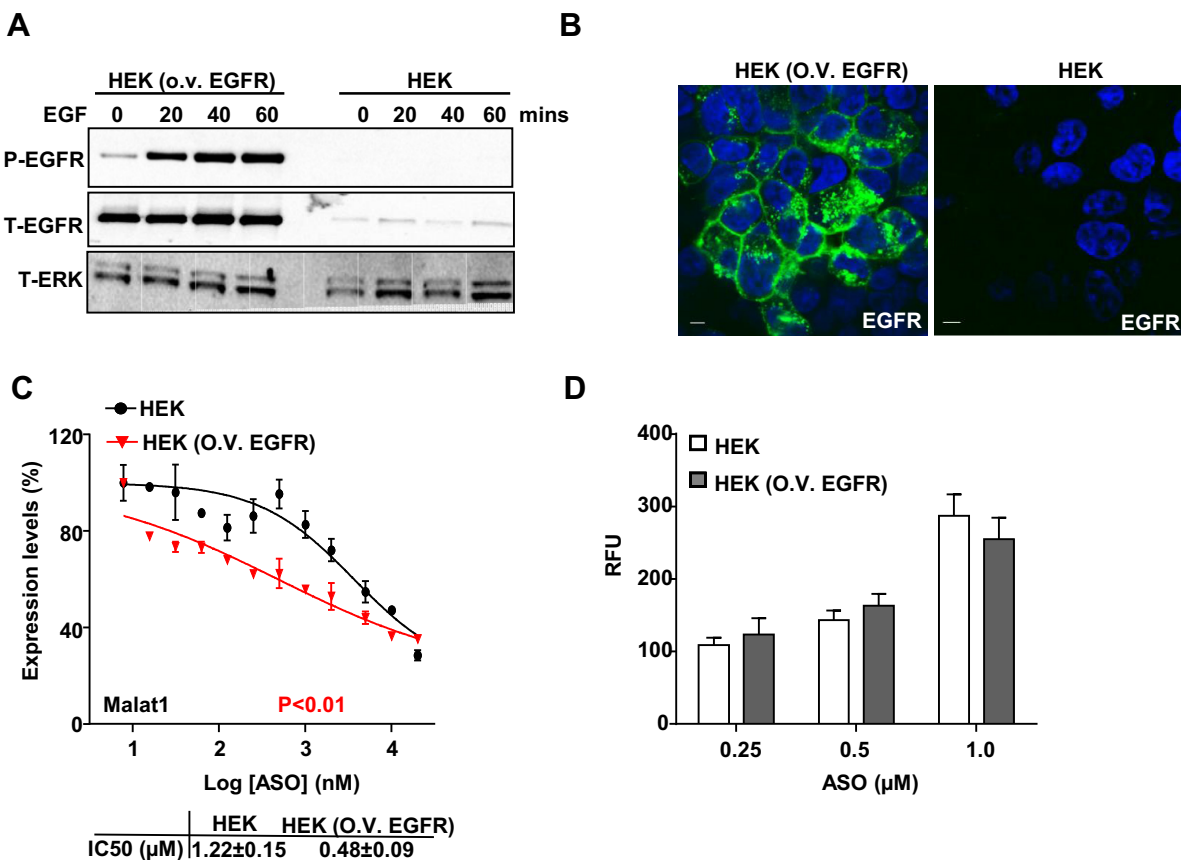 A
HEK (o.v. EGFR) HEK
EGF 0 20 40 60 0 20 40 60 mins
P-EGFR
T-EGFR
T-ERK
B
HEK (O.V. EGFR) HEK
EGFR EGFR
C
HEK
HEK (O.V. EGFR)
120
80
40
0
Expression levels (%)
Malat1 P<0.01
1 2 3 4
Log [ASO] (nM)
HEK HEK (O.V. EGFR)
IC50 (µM) 1.22±0.15 0.48±0.09
D
400
300
200
100
0
RFU
HEK
HEK (O.V. EGFR)
0.25 0.5 1.0
ASO (µM)